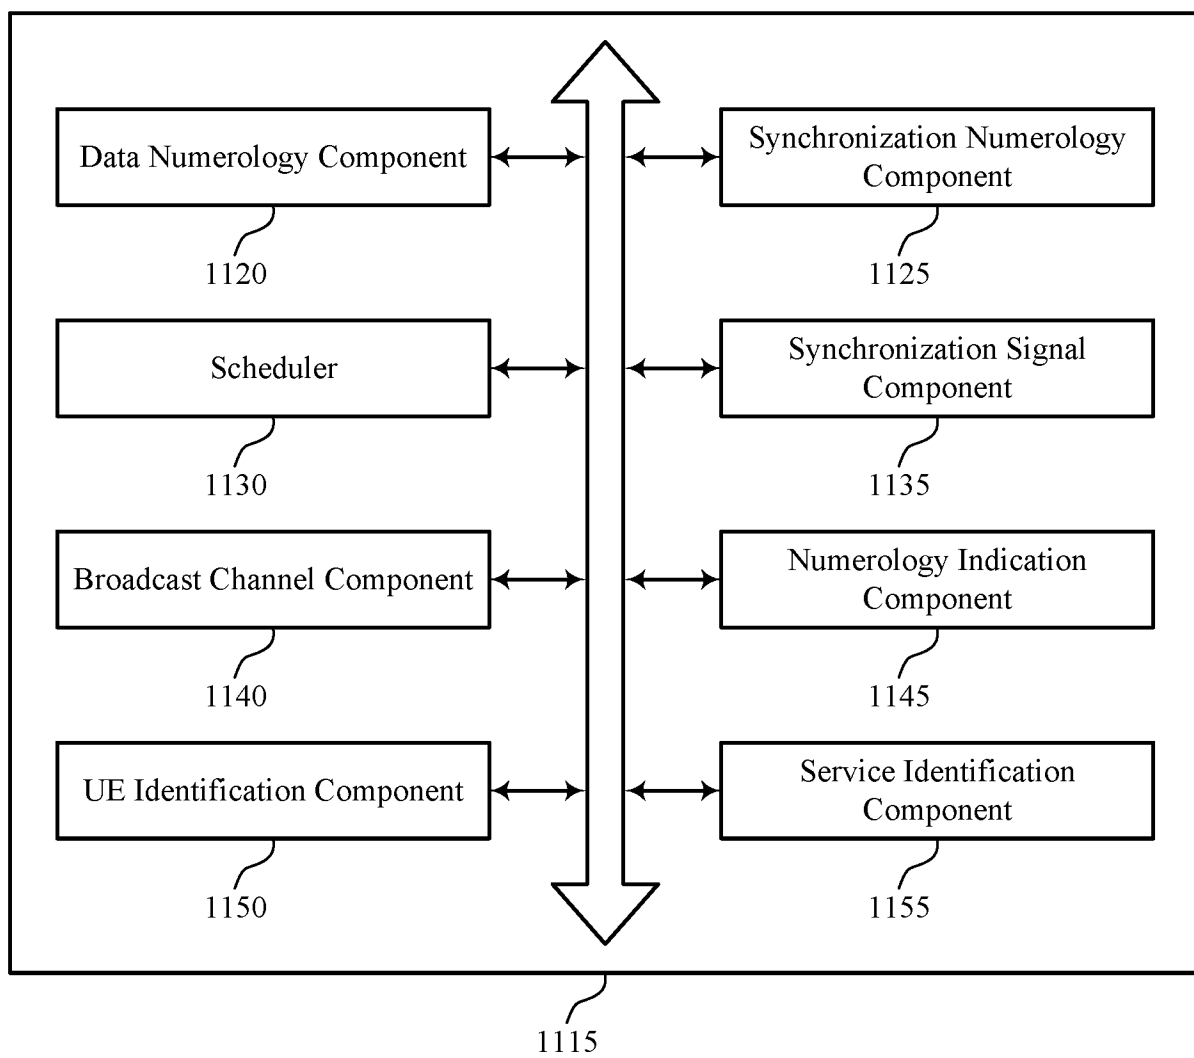 Data Numerology Component
1120
Synchronization Numerology
Component
1125
Scheduler
1130
Synchronization Signal
Component
1135
Broadcast Channel Component
1140
Numerology Indication
Component
1145
UE Identification Component
1150
Service Identification
Component
1155
1115